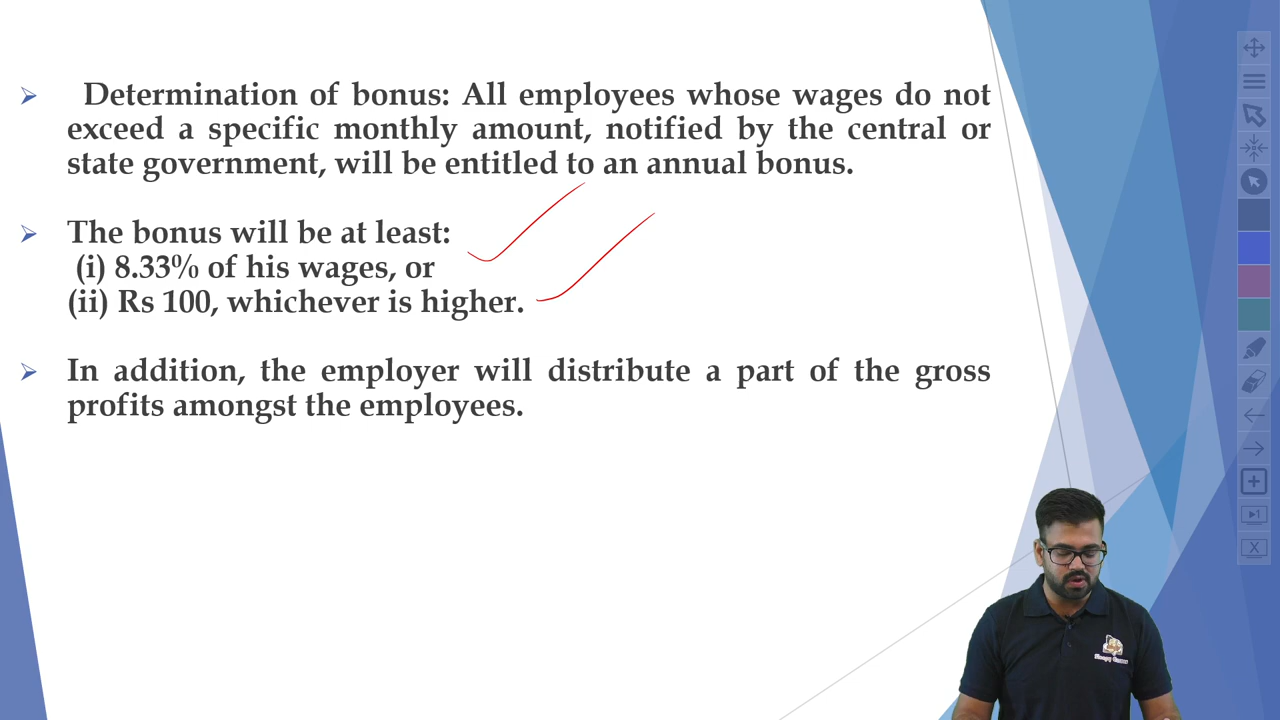 Determination of bonus: All employees whose wages do not
exceed a specific monthly amount, notified by the central or
state government, will be entitled to an annual bonus.
The bonus will be at least:
(i) 8.33% of his wages, or
(ii) Rs 100, whichever is higher.
In addition, the employer will distribute a part of the gross
profits amongst the employees.